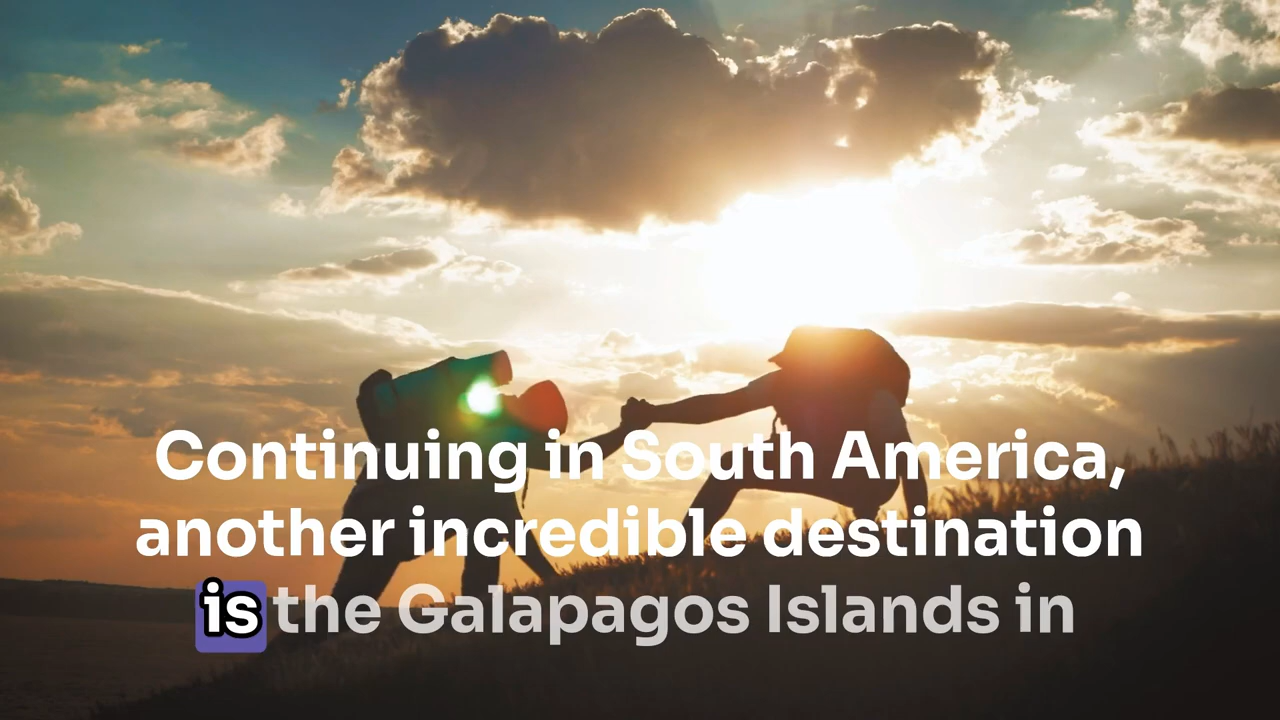 Continuing in South America,
another incredible destination
is the Galapagos Islands in